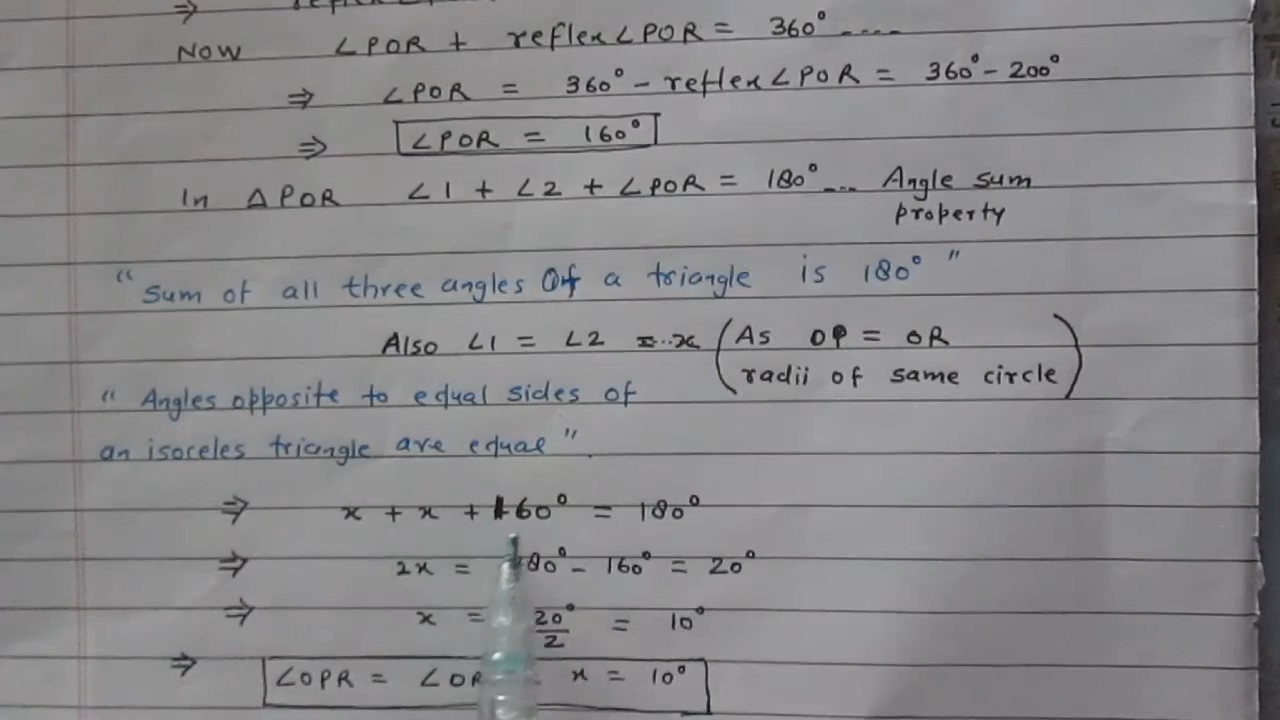 ⇒
Now ∠POR + reflex∠POR = 360° ....
⇒ ∠POR = 360° - reflex∠POR = 360° - 200°
⇒ ∠POR = 160°
In △POR ∠1 + ∠2 + ∠POR = 180° ... Angle sum
property
"Sum of all three angles Of a triangle is 180°"
Also ∠1 = ∠2 = x (As OP = OR
radii of same circle)
"Angles opposite to equal sides of
an isoceles triangle are equal".
⇒ x + x + 160° = 180°
⇒ 2x = 180° - 160° = 20°
⇒ x = 20°/2 = 10°
⇒ ∠OPR = ∠OR x = 10°